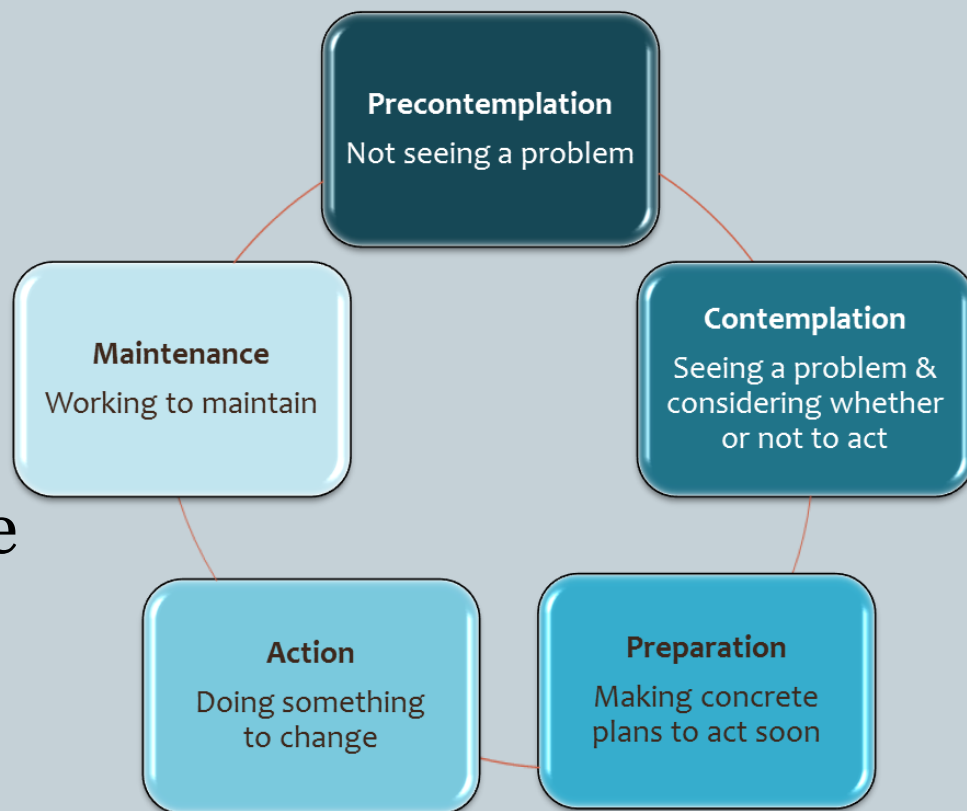 Precontemplation
Not seeing a problem
Contemplation
Seeing a problem &
considering whether
or not to act
Preparation
Making concrete
plans to act soon
Action
Doing something
to change
Maintenance
Working to maintain
e